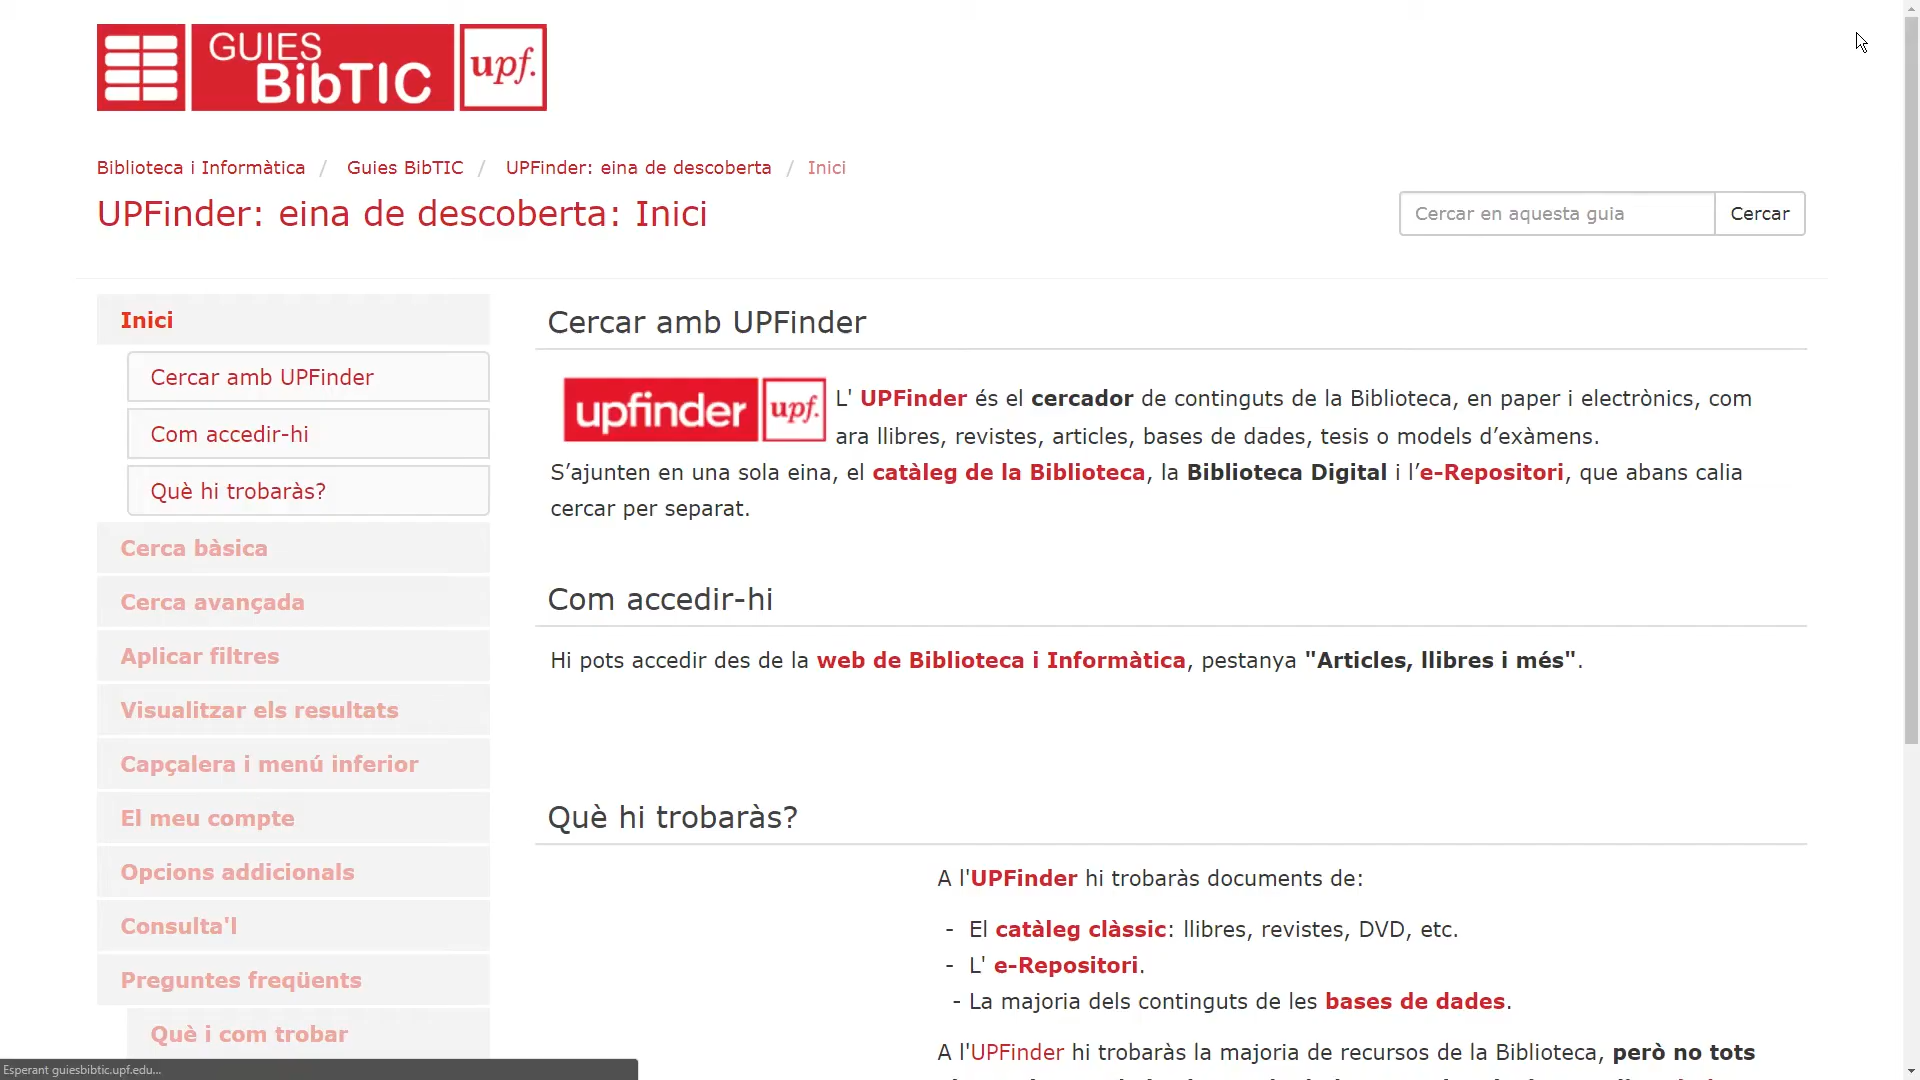 GUIES
BibTIC
upf.
Biblioteca i Informàtica / Guies BibTIC / UPFinder: eina de descoberta / Inici
UPFinder: eina de descoberta: Inici
Cercar en aquesta guia
Cercar
Inici
Cercar amb UPFinder
Com accedir-hi
Què hi trobaràs?
Cerca bàsica
Cerca avançada
Aplicar filtres
Visualitzar els resultats
Capçalera i menú inferior
El meu compte
Opcions addicionals
Consulta'l
Preguntes freqüents
Què i com trobar
Cercar amb UPFinder
upfinder upf.
L' UPFinder és el cercador de continguts de la Biblioteca, en paper i electrònics, com
ara llibres, revistes, articles, bases de dades, tesis o models d’exàmens.
S’ajunten en una sola eina, el catàleg de la Biblioteca, la Biblioteca Digital i l’e-Repositori, que abans calia
cercar per separat.
Com accedir-hi
Hi pots accedir des de la web de Biblioteca i Informàtica, pestanya "Articles, llibres i més".
Què hi trobaràs?
A l'UPFinder hi trobaràs documents de:
- El catàleg clàssic: llibres, revistes, DVD, etc.
- L' e-Repositori.
- La majoria dels continguts de les bases de dades.
A l'UPFinder hi trobaràs la majoria de recursos de la Biblioteca, però no tots
Esperant guiesbibtic.upf.edu...